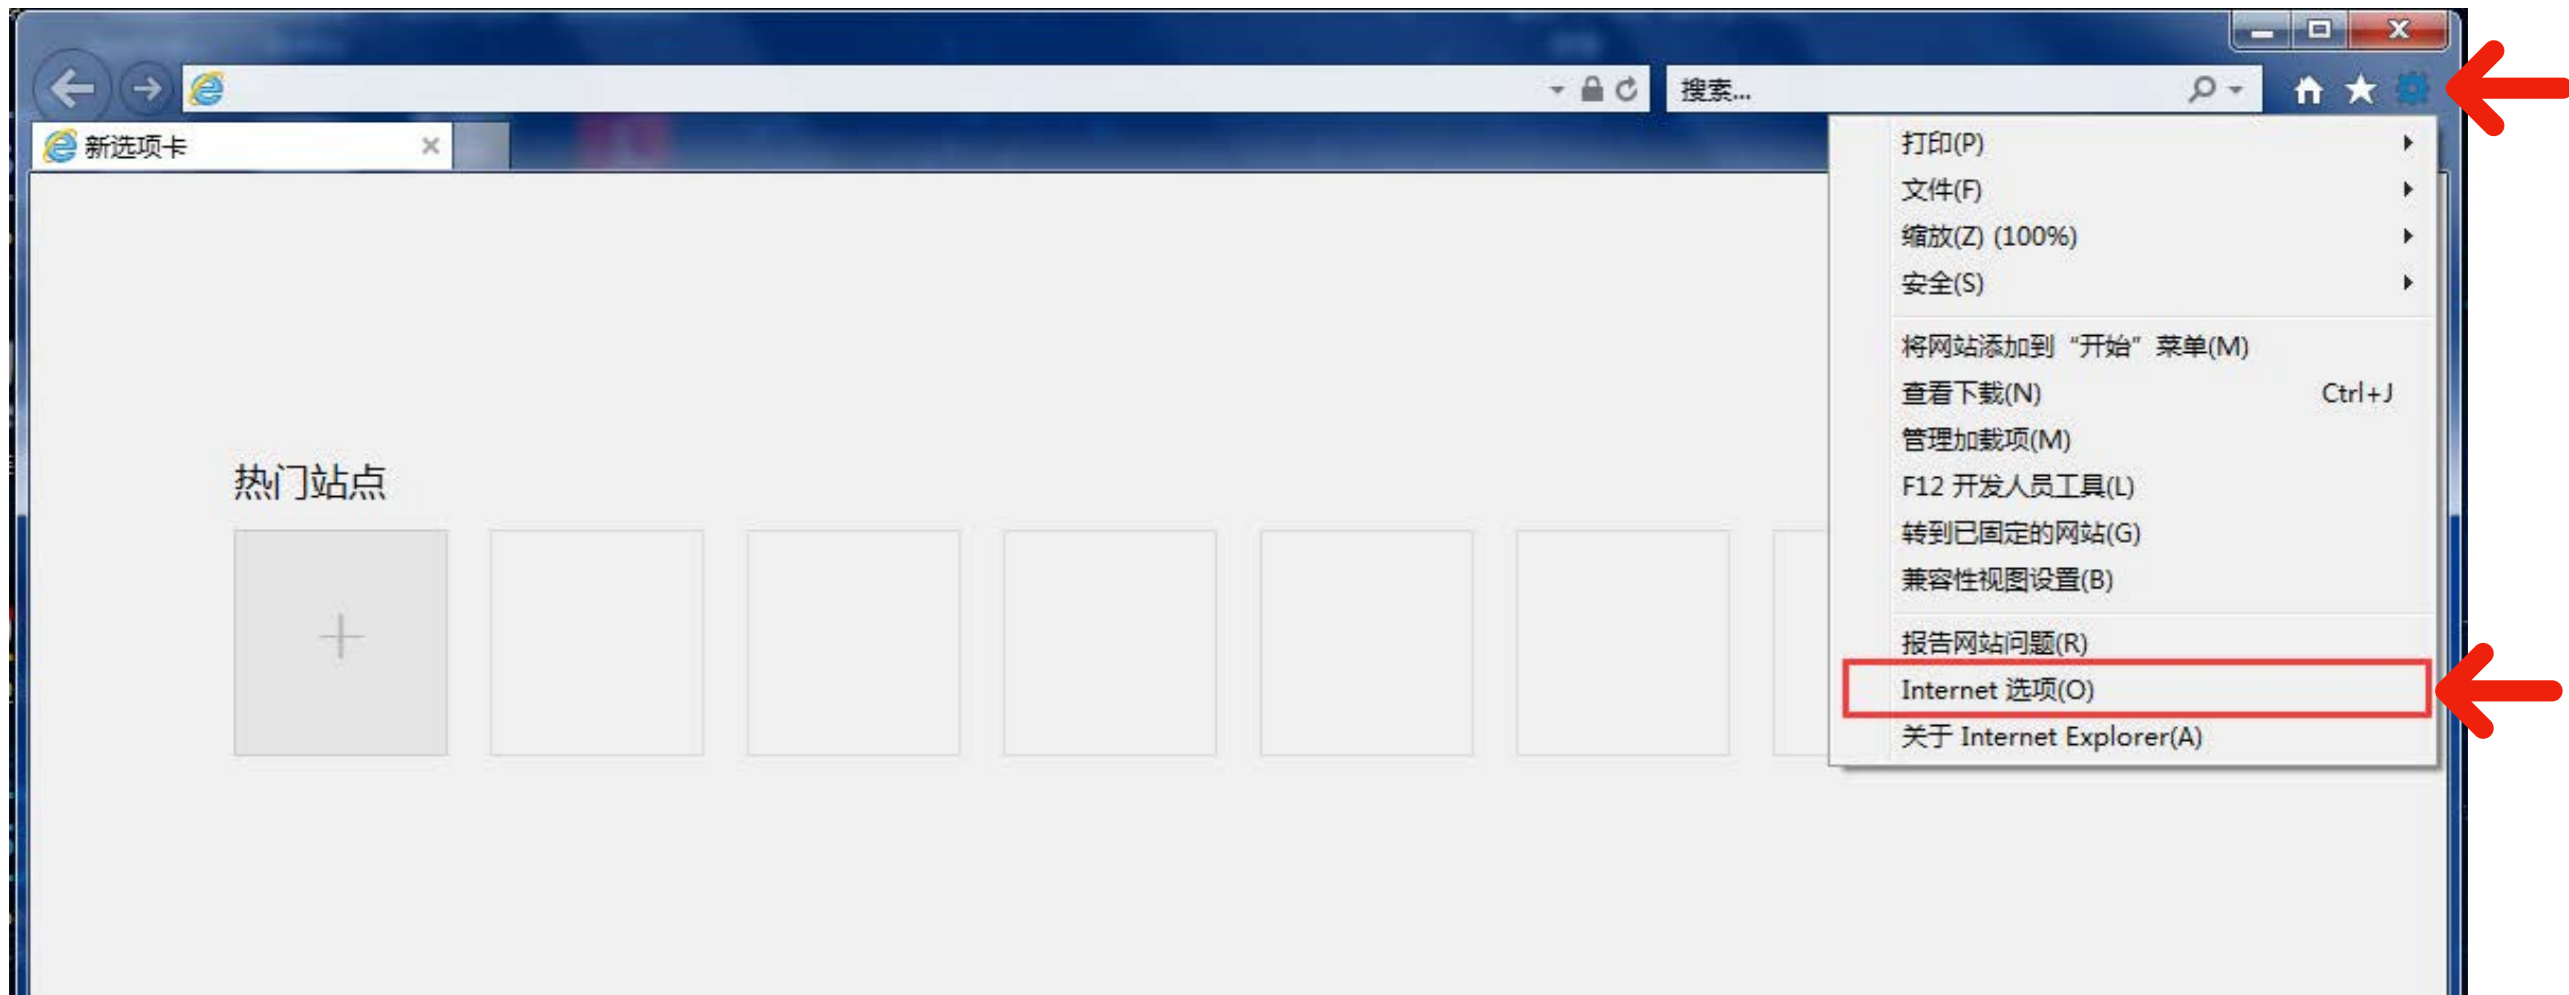 搜索...
新选项卡
打印(P)
文件(F)
缩放(Z) (100%)
安全(S)
将网站添加到“开始”菜单(M)
查看下载(N) Ctrl+J
管理加载项(M)
F12 开发人员工具(L)
转到已固定的网站(G)
兼容性视图设置(B)
报告网站问题(R)
Internet 选项(O)
关于 Internet Explorer(A)
热门站点